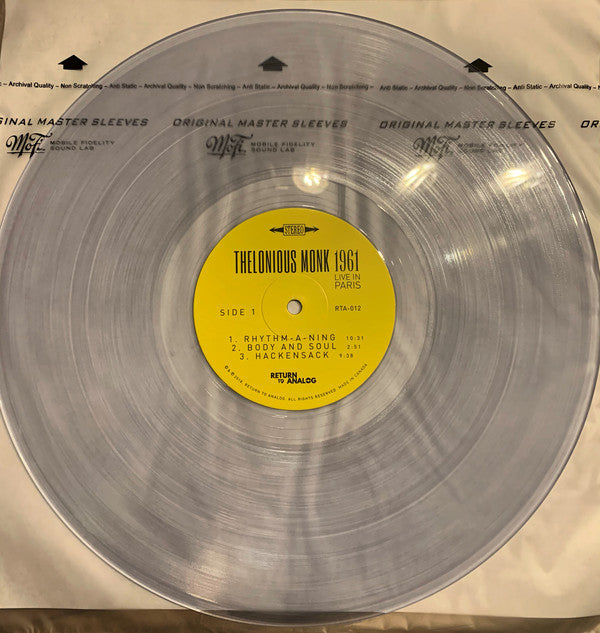 – Archival Quality – Non Scratching – Anti Static – Archival Quality – Non Scratching – Anti Static – Archival Quality – Non Scratching – Anti Static – Archival Quality –
ORIGINAL MASTER SLEEVES ORIGINAL MASTER SLEEVES ORIGINAL MASTER SLEEVES ORI
MoFi MOBILE FIDELITY SOUND LAB
MoFi MOBILE FIDELITY SOUND LAB
MoFi MOBILE FIDELITY SOUND LAB
STEREO
THELONIOUS MONK 1961
LIVE IN
PARIS
SIDE 1 RTA-012
1. RHYTHM-A-NING 10:31
2. BODY AND SOUL 2:51
3. HACKENSACK 9:38
RETURN
TO ANALOG
RETURN TO ANALOG. ALL RIGHTS RESERVED. MADE IN CANADA